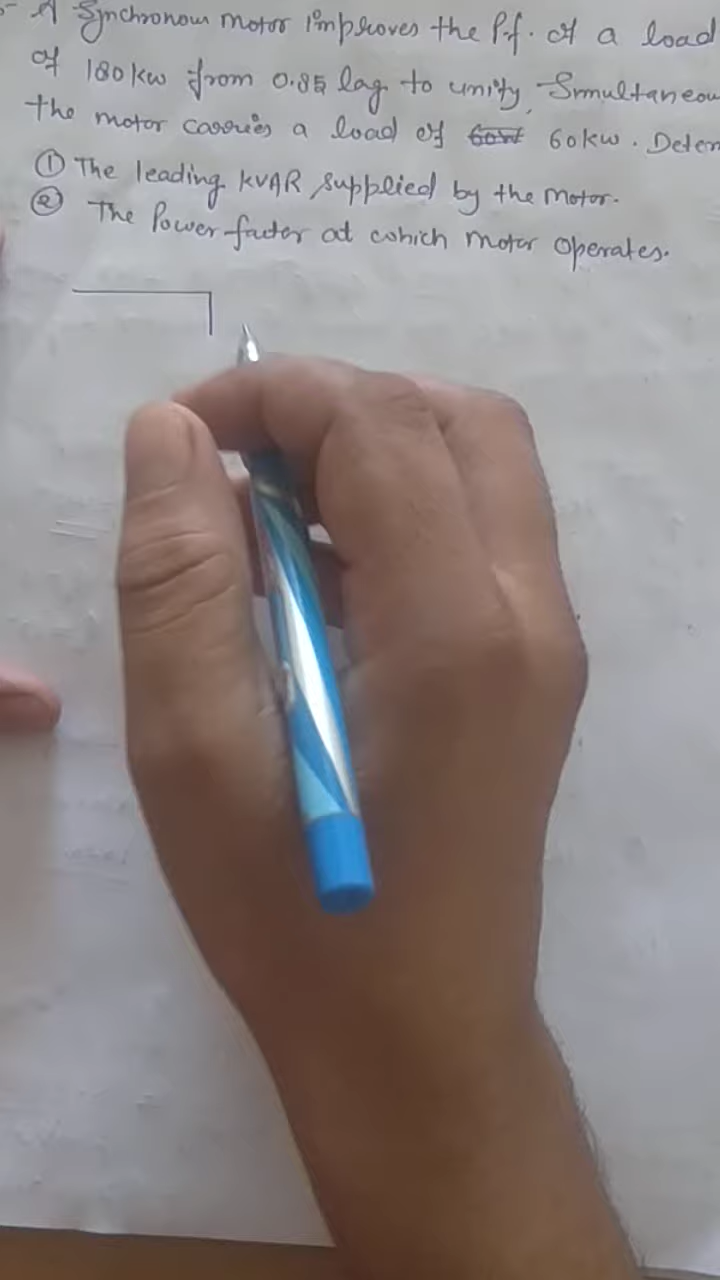 A Synchronous motor improves the P.f. of a load
of 180 kw from 0.85 lag to unity, Simultaneou
the motor carries a load of 60kw. Deter
① The leading KVAR supplied by the Motor.
② The Power factor at which motor operates.